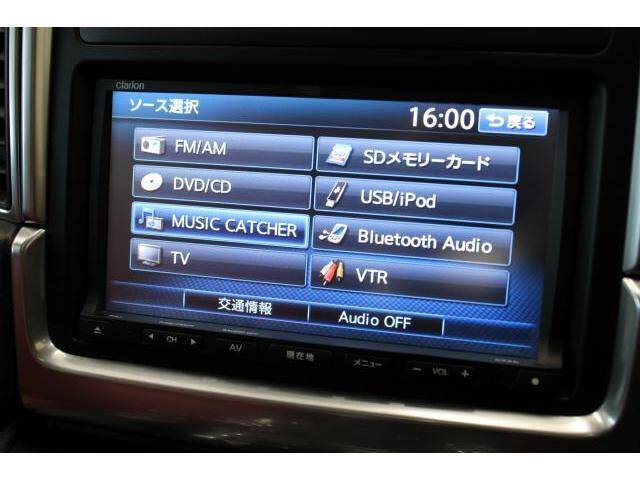 clarion
ソース選択
16:00
戻る
FM/AM
SDメモリーカード
DVD/CD
USB/iPod
MUSIC CATCHER
Bluetooth Audio
TV
VTR
交通情報
Audio OFF
CH
AV
現在地
メニュー
− VOL +